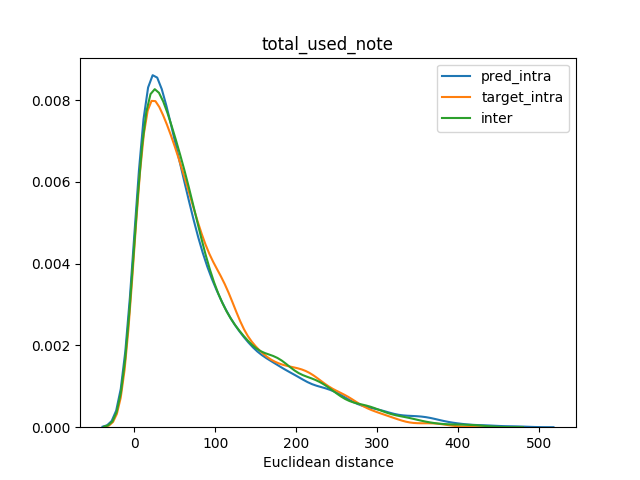 total_used_note
pred_intra
target_intra
inter
0.008
0.006
0.004
0.002
0.000
0 100 200 300 400 500
Euclidean distance